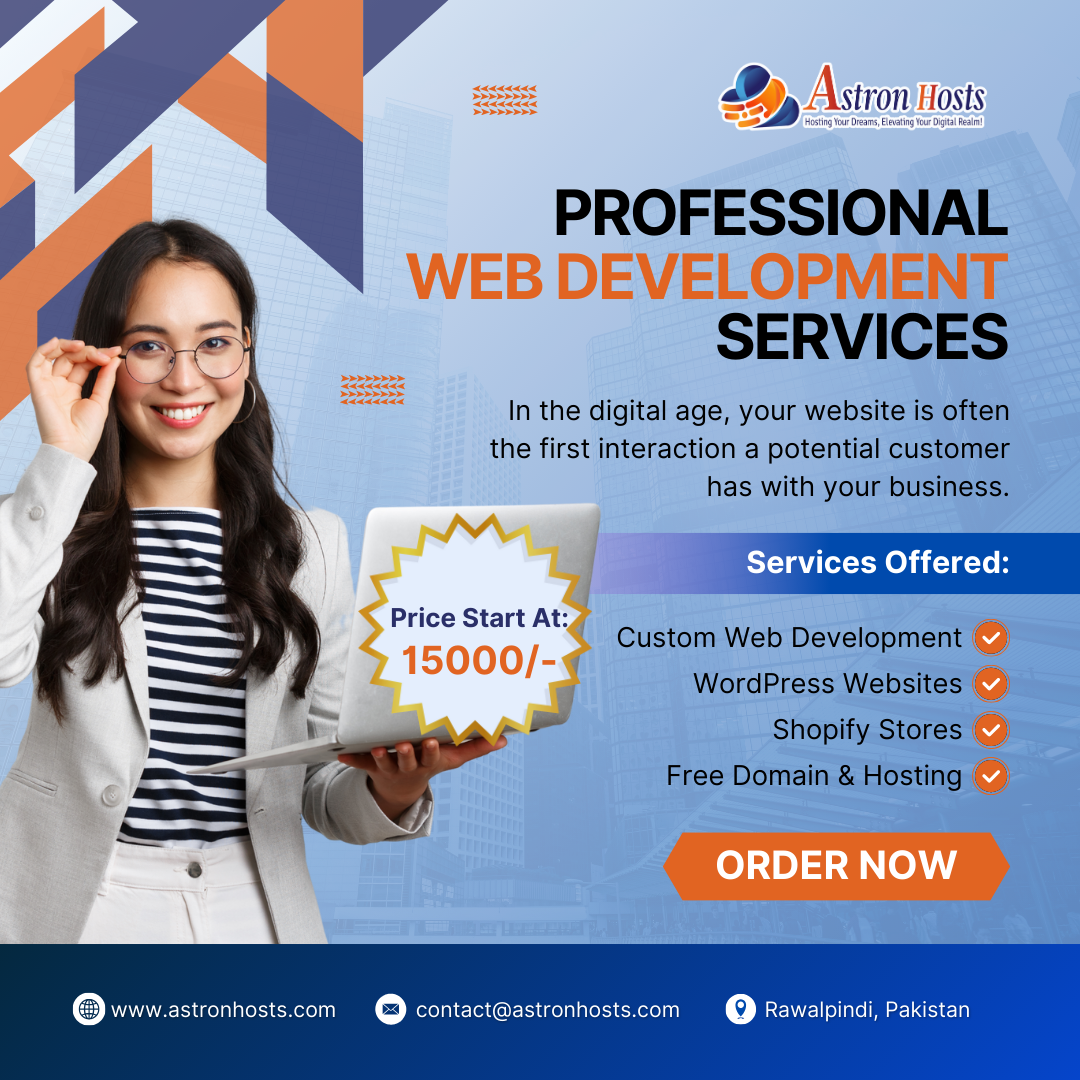 Astron Hosts
Hosting Your Dreams, Elevating Your Digital Realm!
PROFESSIONAL
WEB DEVELOPMENT
SERVICES
In the digital age, your website is often
the first interaction a potential customer
has with your business.
Services Offered:
Price Start At:
15000/-
Custom Web Development
WordPress Websites
Shopify Stores
Free Domain & Hosting
ORDER NOW
www.astronhosts.com
contact@astronhosts.com
Rawalpindi, Pakistan